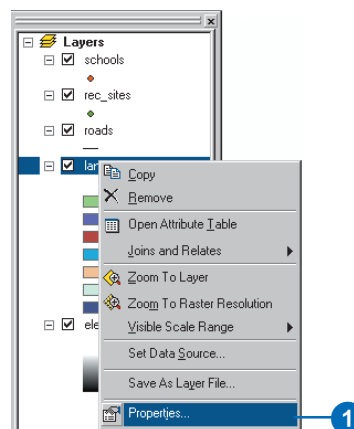 Layers
schools
rec_sites
roads
lan
Copy
Remove
Open Attribute Table
Joins and Relates
Zoom To Layer
Zoom To Raster Resolution
Visible Scale Range
ele
Set Data Source...
Save As Layer File...
Properties...
1